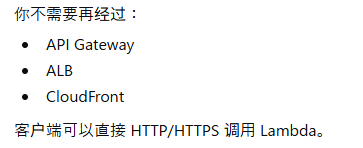 你不需要再经过：
• API Gateway
• ALB
• CloudFront
客户端可以直接 HTTP/HTTPS 调用 Lambda。